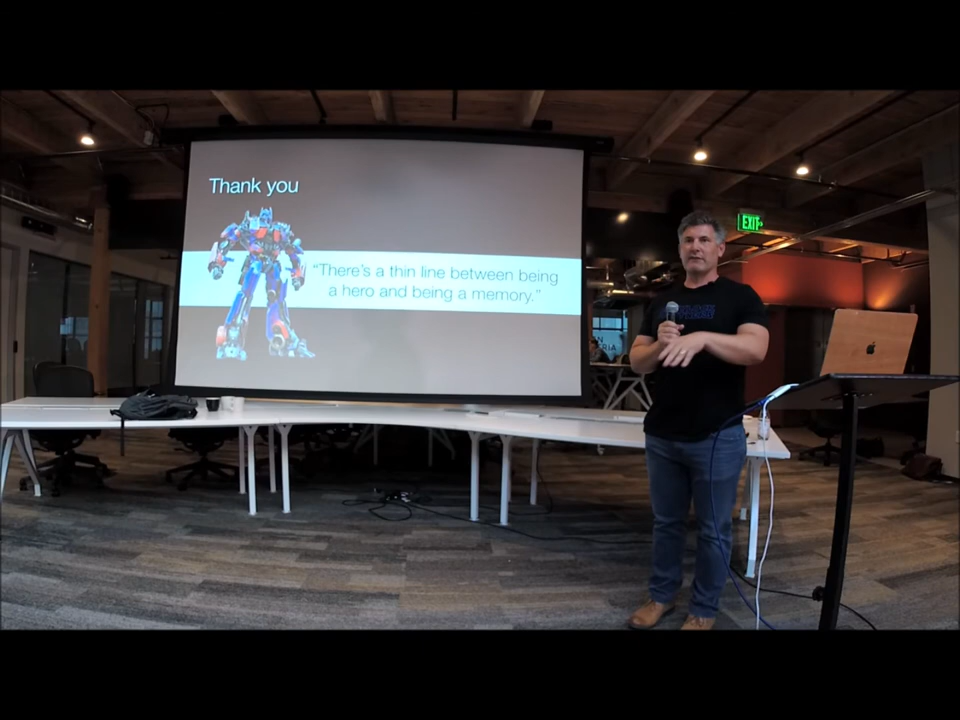 Thank you
“There’s a thin line between being
a hero and being a memory.”
EXIT